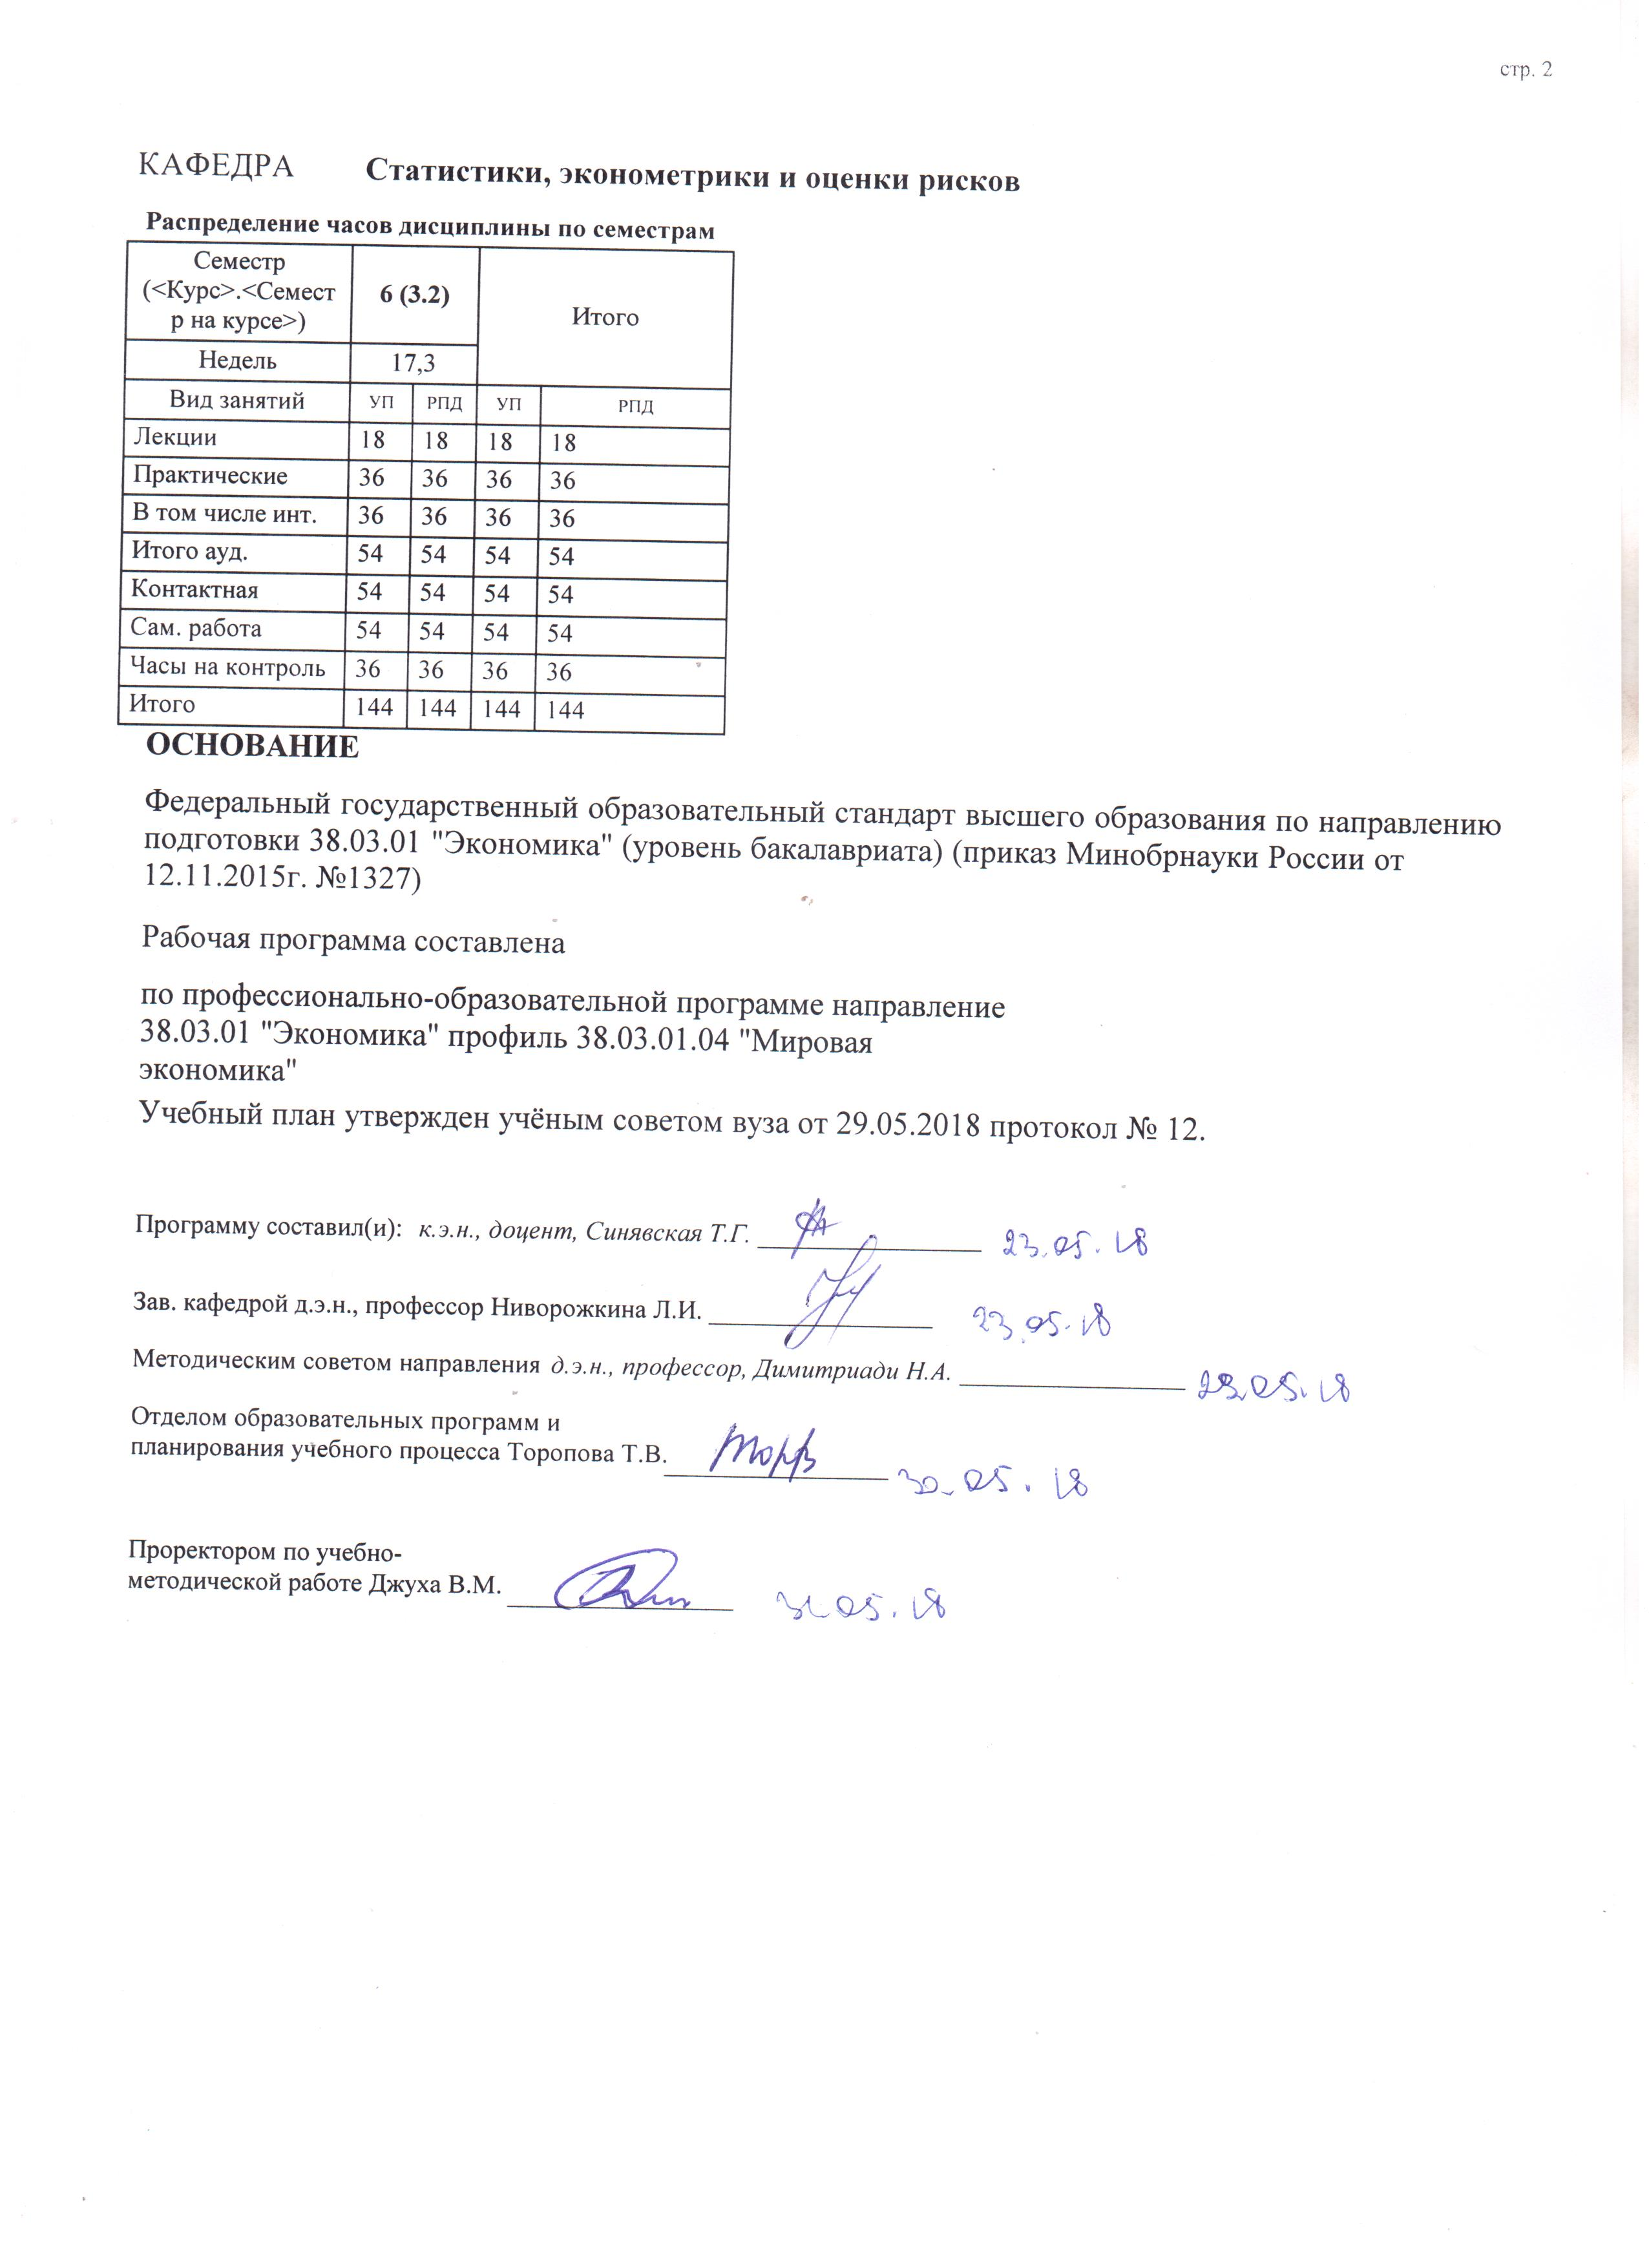 стр. 2
КАФЕДРА Статистики, эконометрики и оценки рисков
Распределение часов дисциплины по семестрам
Семестр
(<Курс>.<Семест
р на курсе>)
6 (3.2)
Итого
Недель 17,3
Вид занятий УП РПД УП РПД
Лекции 18 18 18 18
Практические 36 36 36 36
В том числе инт. 36 36 36 36
Итого ауд. 54 54 54 54
Контактная 54 54 54 54
Сам. работа 54 54 54 54
Часы на контроль 36 36 36 36
Итого 144 144 144 144
ОСНОВАНИЕ
Федеральный государственный образовательный стандарт высшего образования по направлению
подготовки 38.03.01 "Экономика" (уровень бакалавриата) (приказ Минобрнауки России от
12.11.2015г. №1327)
Рабочая программа составлена
по профессионально-образовательной программе направление
38.03.01 "Экономика" профиль 38.03.01.04 "Мировая
экономика"
Учебный план утвержден учёным советом вуза от 29.05.2018 протокол № 12.
Программу составил(и): к.э.н., доцент, Синявская Т.Г. 23.05.18
Зав. кафедрой д.э.н., профессор Ниворожкина Л.И. 23.05.18
Методическим советом направления д.э.н., профессор, Димитриади Н.А. .05.18
Отделом образовательных программ и
планирования учебного процесса Торопова Т.В. 30.05.18
Проректором по учебно-
методической работе Джуха В.М. 31.05.18